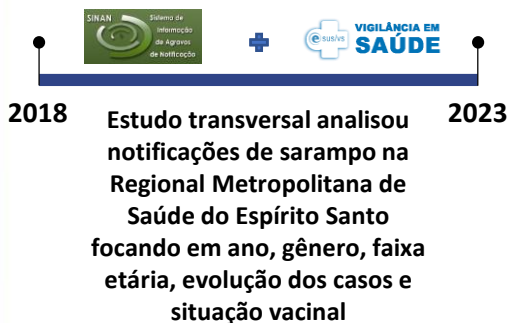 SINAN
Sistema de
Informação
de Agravos
de Notificação
e-sus/vs
VIGILÂNCIA EM
SAÚDE
2018
2023
Estudo transversal analisou
notificações de sarampo na
Regional Metropolitana de
Saúde do Espírito Santo
focando em ano, gênero, faixa
etária, evolução dos casos e
situação vacinal